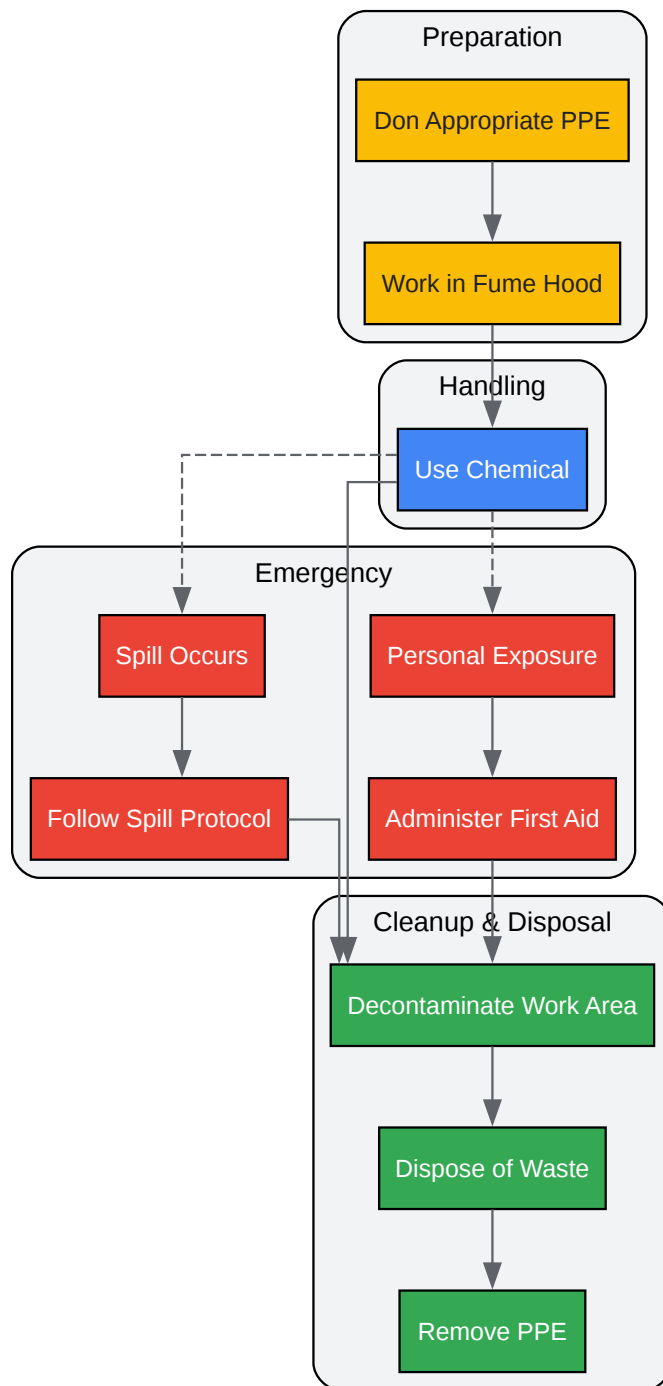 Preparation
Don Appropriate PPE
Work in Fume Hood
Handling
Use Chemical
Emergency
Spill Occurs
Personal Exposure
Follow Spill Protocol
Administer First Aid
Cleanup & Disposal
Decontaminate Work Area
Dispose of Waste
Remove PPE